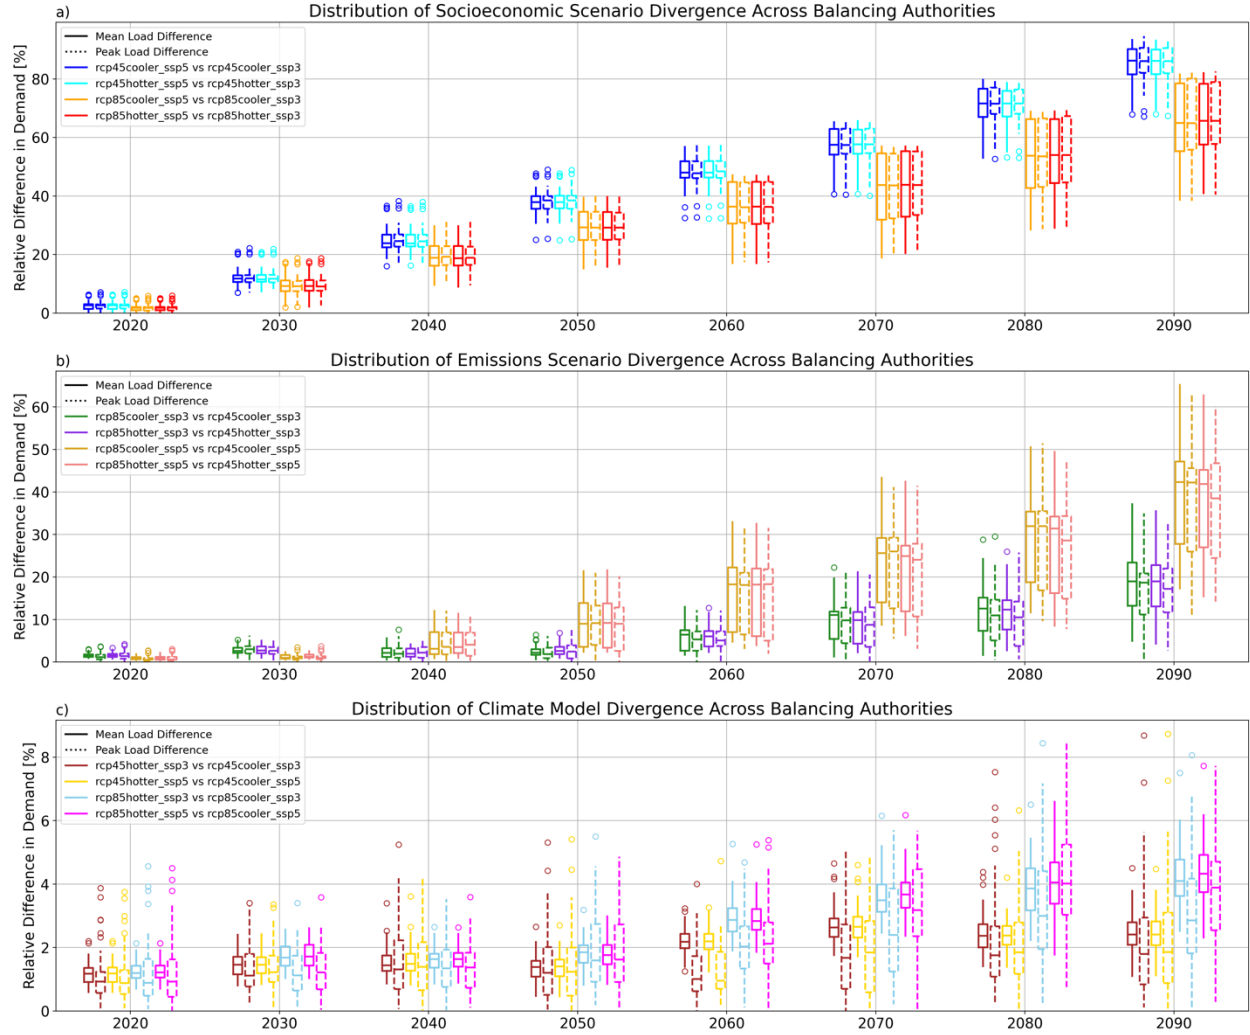 a)
Distribution of Socioeconomic Scenario Divergence Across Balancing Authorities
Relative Difference in Demand [%]
80
60
40
20
0
Mean Load Difference
Peak Load Difference
rcp45cooler_ssp5 vs rcp45cooler_ssp3
rcp45hotter_ssp5 vs rcp45hotter_ssp3
rcp85cooler_ssp5 vs rcp85cooler_ssp3
rcp85hotter_ssp5 vs rcp85hotter_ssp3
2020 2030 2040 2050 2060 2070 2080 2090
b)
Distribution of Emissions Scenario Divergence Across Balancing Authorities
Relative Difference in Demand [%]
60
50
40
30
20
10
0
Mean Load Difference
Peak Load Difference
rcp85cooler_ssp3 vs rcp45cooler_ssp3
rcp85hotter_ssp3 vs rcp45hotter_ssp3
rcp85cooler_ssp5 vs rcp45cooler_ssp5
rcp85hotter_ssp5 vs rcp45hotter_ssp5
2020 2030 2040 2050 2060 2070 2080 2090
c)
Distribution of Climate Model Divergence Across Balancing Authorities
Relative Difference in Demand [%]
8
6
4
2
0
Mean Load Difference
Peak Load Difference
rcp45hotter_ssp3 vs rcp45cooler_ssp3
rcp45hotter_ssp5 vs rcp45cooler_ssp5
rcp85hotter_ssp3 vs rcp85cooler_ssp3
rcp85hotter_ssp5 vs rcp85cooler_ssp5
2020 2030 2040 2050 2060 2070 2080 2090